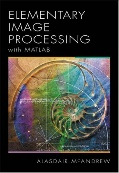 ELEMENTARY
IMAGE
PROCESSING
with MATLAB
ALASDAIR MCANDREW